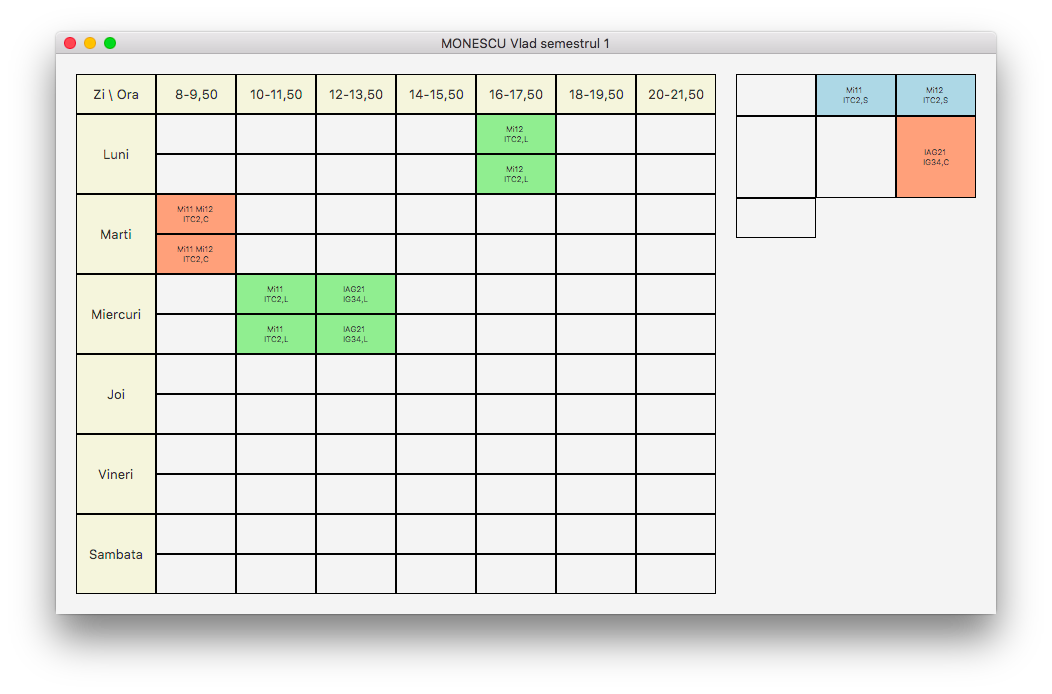 MONESCU Vlad semestrul 1
Zi \ Ora 8-9,50 10-11,50 12-13,50 14-15,50 16-17,50 18-19,50 20-21,50
Luni
Mi12
ITC2,L
Mi12
ITC2,L
Marti
Mi11 Mi12
ITC2,C
Mi11 Mi12
ITC2,C
Miercuri
Mi11
ITC2,L
IAG21
IG34,L
Mi11
ITC2,L
IAG21
IG34,L
Joi
Vineri
Sambata
Mi11
ITC2,S
Mi12
ITC2,S
IAG21
IG34,C